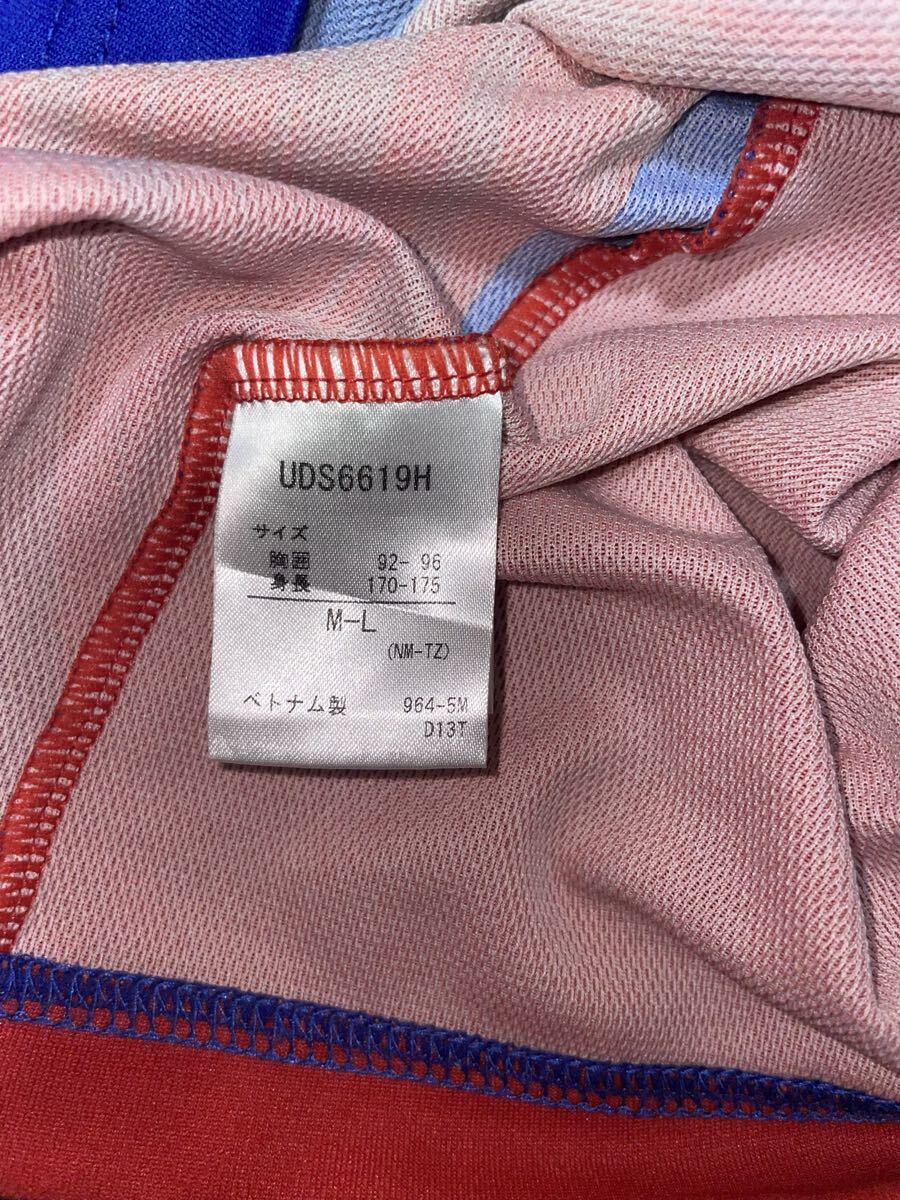 UDS6619H
サイズ
胸囲 92- 96
身長 170-175
M-L
(NM-TZ)
ベトナム製 964-5M
D13T